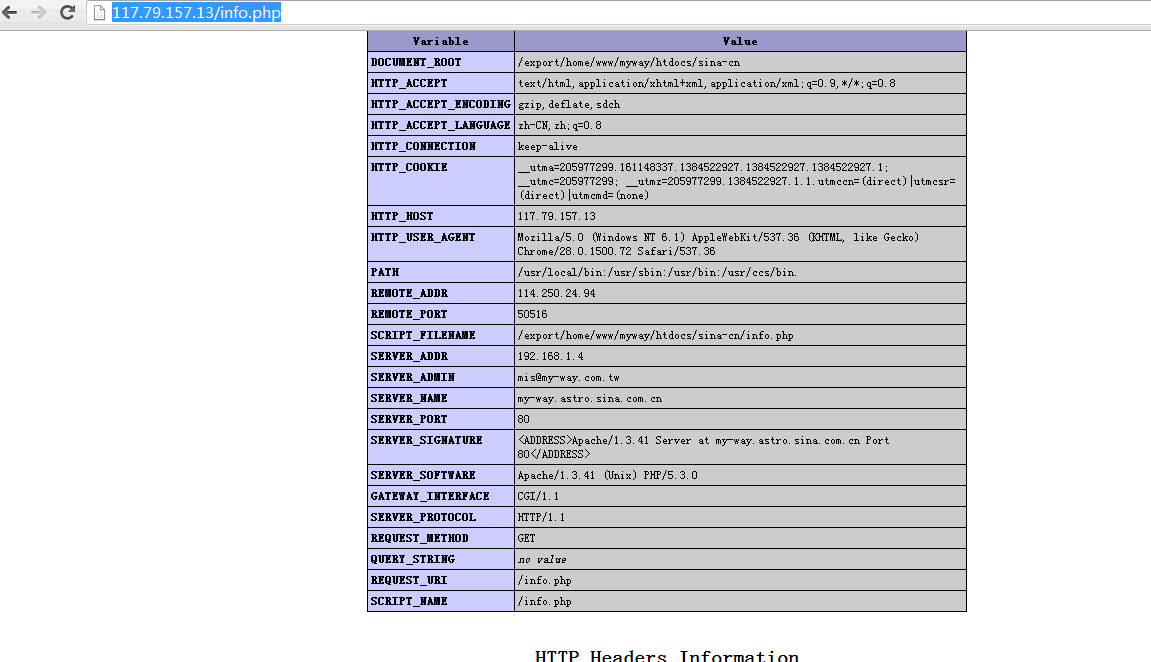 117.79.157.13/info.php
Variable Value
DOCUMENT_ROOT /export/home/www/myway/htdocs/sina-cn
HTTP_ACCEPT text/html,application/xhtml+xml,application/xml;q=0.9,*/*;q=0.8
HTTP_ACCEPT_ENCODING gzip,deflate,sdch
HTTP_ACCEPT_LANGUAGE zh-CN,zh;q=0.8
HTTP_CONNECTION keep-alive
HTTP_COOKIE __utma=205977299.161148337.1384522927.1384522927.1384522927.1;
__utmc=205977299; __utmz=205977299.1384522927.1.1.utmccn=(direct)|utmcsr=
(direct)|utmcmd=(none)
HTTP_HOST 117.79.157.13
HTTP_USER_AGENT Mozilla/5.0 (Windows NT 6.1) AppleWebKit/537.36 (KHTML, like Gecko)
Chrome/28.0.1500.72 Safari/537.36
PATH /usr/local/bin:/usr/sbin:/usr/bin:/usr/ccs/bin.
REMOTE_ADDR 114.250.24.94
REMOTE_PORT 50516
SCRIPT_FILENAME /export/home/www/myway/htdocs/sina-cn/info.php
SERVER_ADDR 192.168.1.4
SERVER_ADMIN mis@my-way.com.tw
SERVER_NAME my-way.astro.sina.com.cn
SERVER_PORT 80
SERVER_SIGNATURE <ADDRESS>Apache/1.3.41 Server at my-way.astro.sina.com.cn Port
80</ADDRESS>
SERVER_SOFTWARE Apache/1.3.41 (Unix) PHP/5.3.0
GATEWAY_INTERFACE CGI/1.1
SERVER_PROTOCOL HTTP/1.1
REQUEST_METHOD GET
QUERY_STRING no value
REQUEST_URI /info.php
SCRIPT_NAME /info.php
HTTP Headers Information